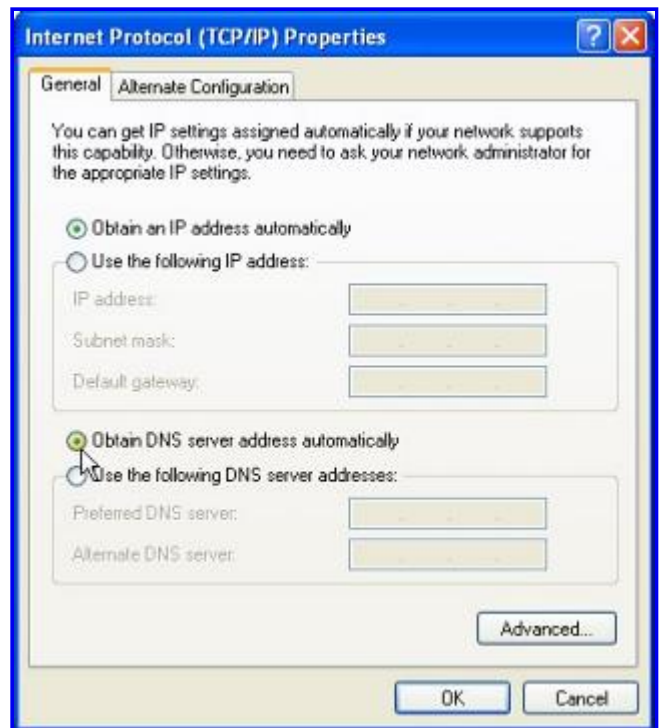 Internet Protocol (TCP/IP) Properties
General
Alternate Configuration
You can get IP settings assigned automatically if your network supports
this capability. Otherwise, you need to ask your network administrator for
the appropriate IP settings.
Obtain an IP address automatically
Use the following IP address:
IP address:
Subnet mask:
Default gateway:
Obtain DNS server address automatically
Use the following DNS server addresses:
Preferred DNS server:
Alternate DNS server:
Advanced...
OK
Cancel